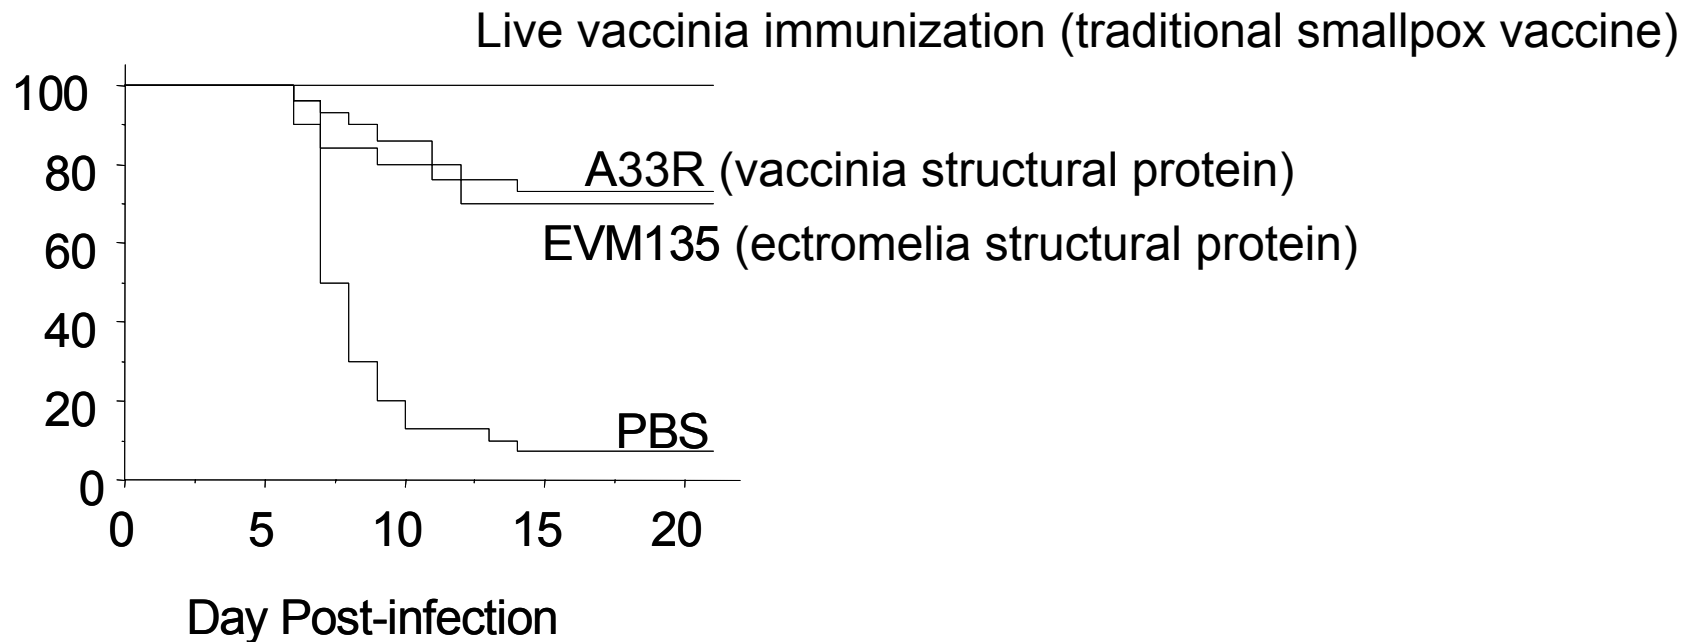 Live vaccinia immunization (traditional smallpox vaccine)
100
80
A33R (vaccinia structural protein)
60
EVM135 (ectromelia structural protein)
40
20
PBS
0
0 5 10 15 20
Day Post-infection